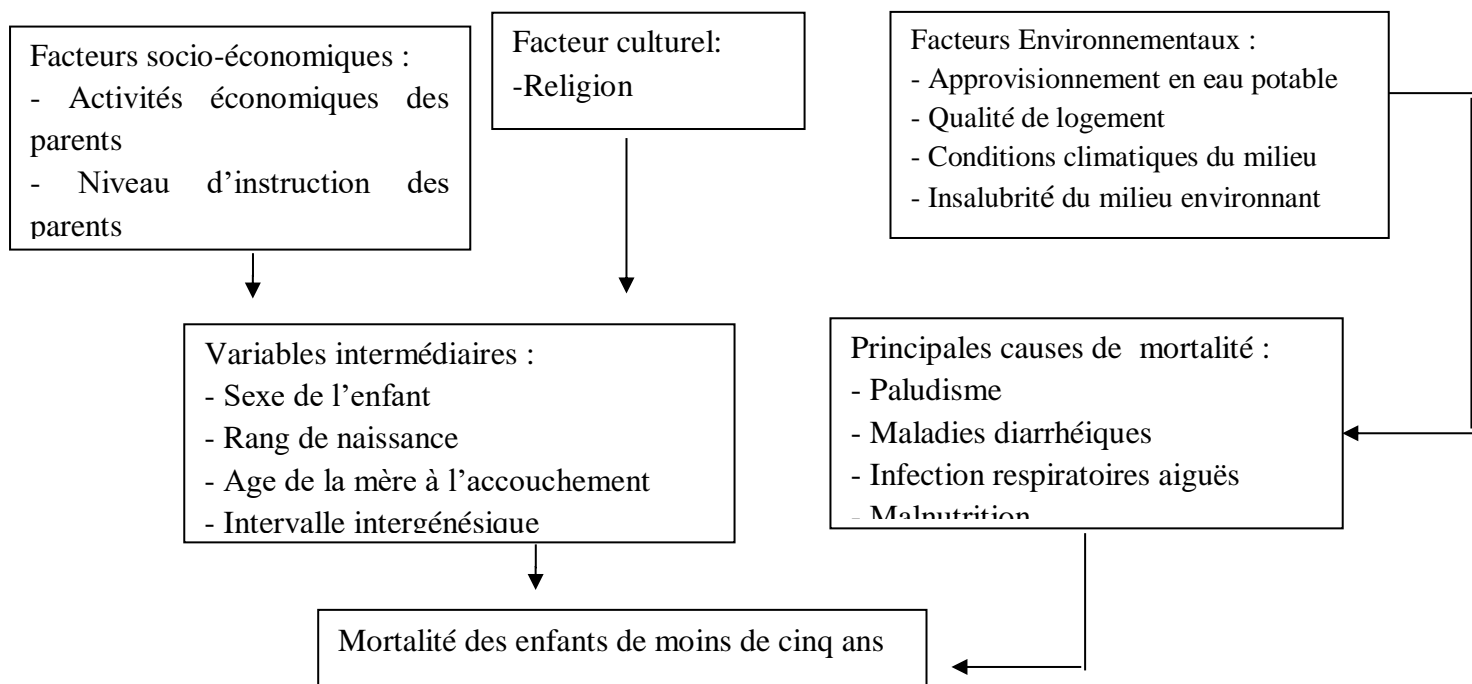 Facteurs socio-économiques :
- Activités économiques des
parents
- Niveau d’instruction des
parents
Facteur culturel:
-Religion
Facteurs Environnementaux :
- Approvisionnement en eau potable
- Qualité de logement
- Conditions climatiques du milieu
- Insalubrité du milieu environnant
Variables intermédiaires :
- Sexe de l’enfant
- Rang de naissance
- Age de la mère à l’accouchement
- Intervalle intergénésique
Principales causes de mortalité :
- Paludisme
- Maladies diarrhéiques
- Infection respiratoires aiguës
- Malnutrition
Mortalité des enfants de moins de cinq ans